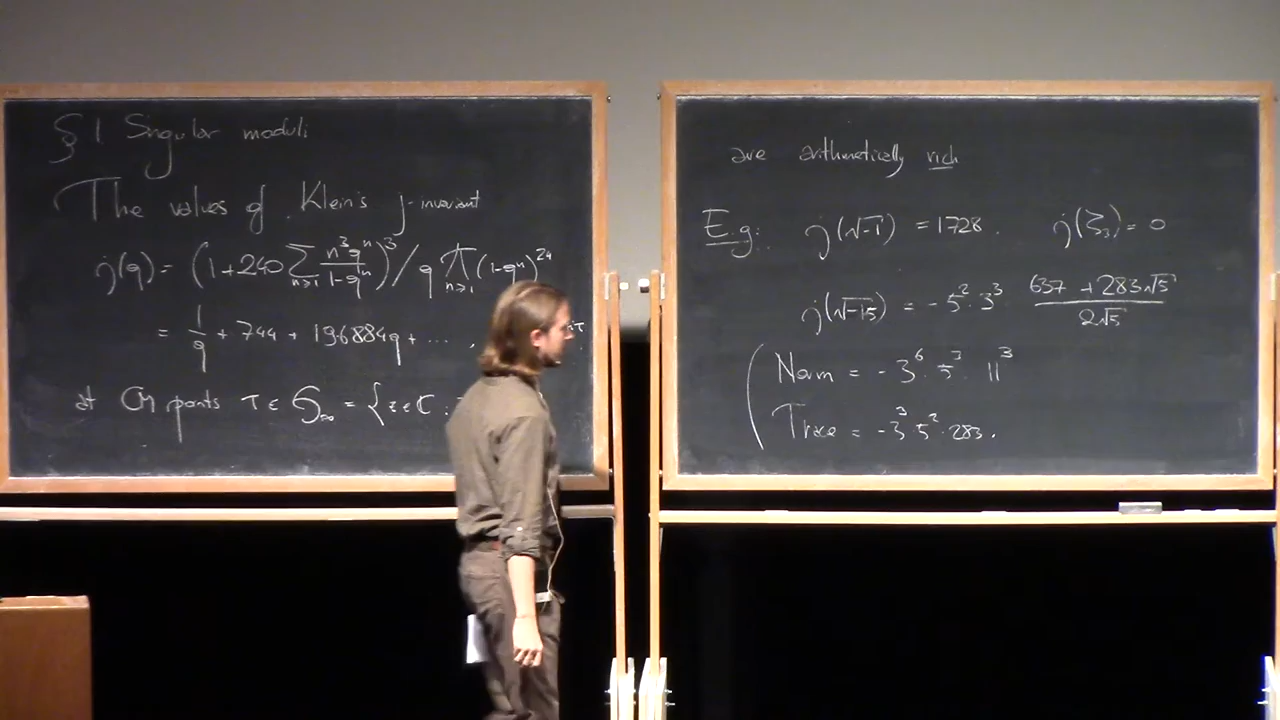 §1 Singular moduli
The values of Klein's j-invariant
j(q) = (1+240 ∑_{n≥1} n³qⁿ/(1-qⁿ))³ / q ∏_{n≥1} (1-qⁿ)²⁴
= 1/q + 744 + 196884q + ... ,
at CM points τ ∈ ℌ_∞ = {z ∈ ℂ :
are arithmetically rich
E.g: j(√-1) = 1728. j(ζ₃) = 0
j(√-15) = -5²·3³ (637 + 283√5)/(2√5)
( Norm = -3⁶·5³·11³
Trace = -3³·5²·283.